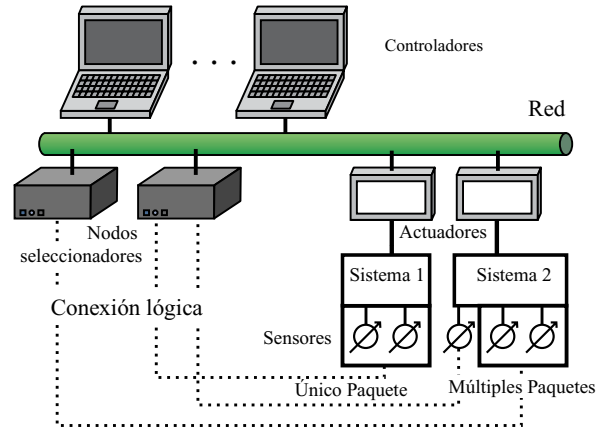 Controladores
Red
Nodos
seleccionadores
Actuadores
Sistema 1
Sistema 2
Conexión lógica
Sensores
Único Paquete
Múltiples Paquetes